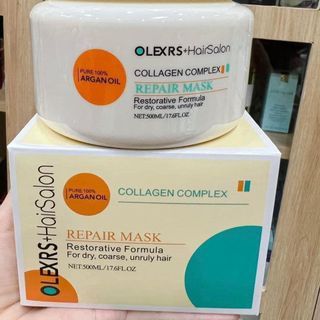 OLEXRS+HairSalon
PURE 100%
ARGAN OIL
COLLAGEN COMPLEX
REPAIR MASK
Restorative Formula
For dry, coarse, unruly hair
NET:500ML/17.6FL.OZ
OLEXRS+HairSalon
PURE 100%
ARGAN OIL
COLLAGEN COMPLEX
REPAIR MASK
Restorative Formula
For dry, coarse, unruly hair
NET:500ML/17.6FL.OZ